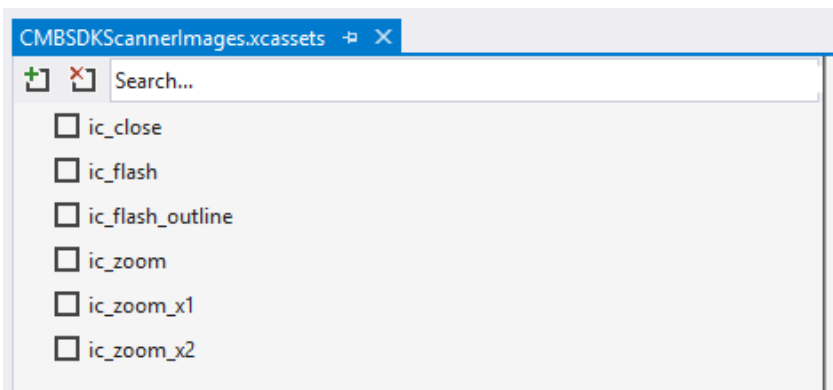 CMBSDKScannerImages.xcassets
Search...
ic_close
ic_flash
ic_flash_outline
ic_zoom
ic_zoom_x1
ic_zoom_x2